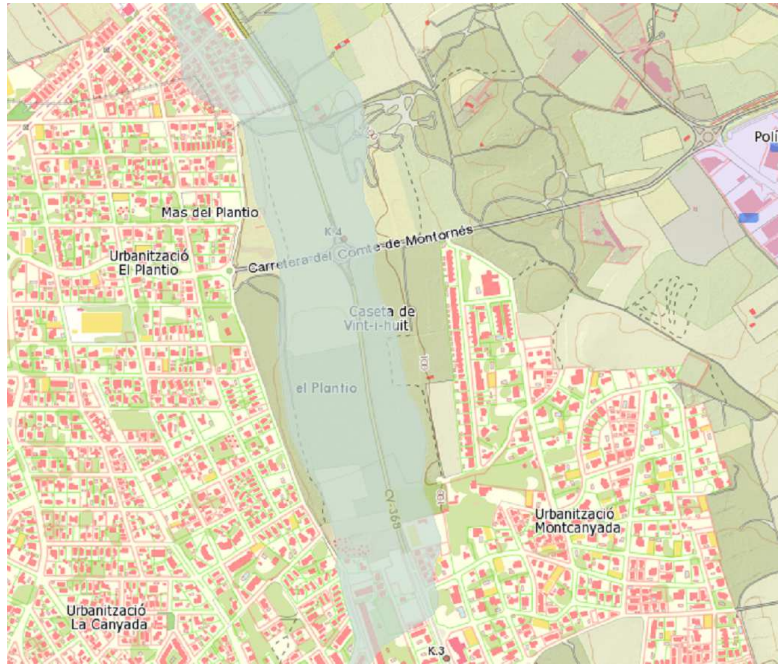 Polí
Mas del Plantio
K.4
Carretera del Comte de Montornés
Urbanització
El Plantio
Caseta de
Vint-i-huit
100
el Plantio
CV-368
Urbanització
Montcanyada
Urbanització
La Canyada
K.3